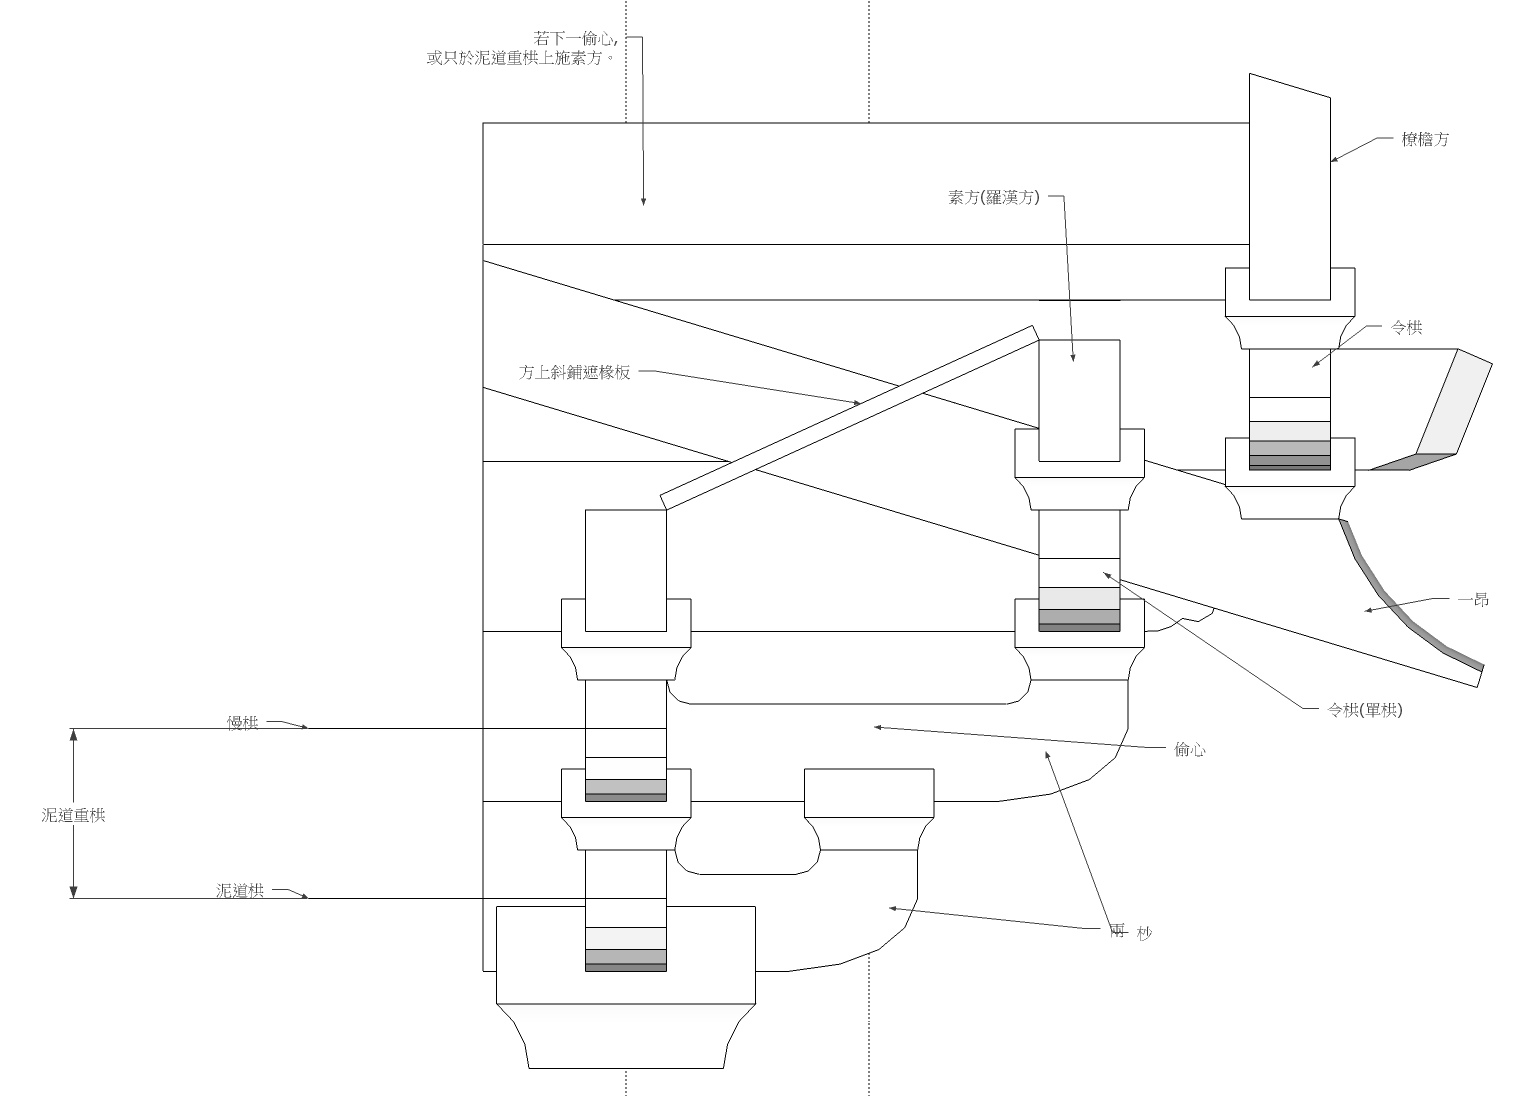 若下一偷心,
或只於泥道重栱上施素方。
橑檐方
素方(羅漢方)
令栱
方上斜鋪遮椽板
一昂
令栱(單栱)
慢栱
偷心
泥道重栱
泥道栱
兩一杪